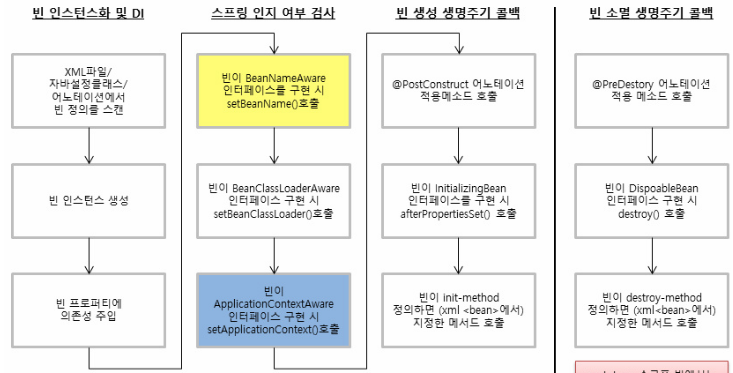 빈 인스턴스화 및 DI
XML파일/
자바설정클래스/
어노테이션에서
빈 정의를 스캔
빈 인스턴스 생성
빈 프로퍼티에
의존성 주입
스프링 인지 여부 검사
빈이 BeanNameAware
인터페이스를 구현 시
setBeanName()호출
빈이 BeanClassLoaderAware
인터페이스 구현 시
setBeanClassLoader()호출
빈이
ApplicationContextAware
인터페이스 구현 시
setApplicationContext()호출
빈 생성 생명주기 콜백
@PostConstruct 어노테이션
적용메소드 호출
빈이 InitializingBean
인터페이스를 구현 시
afterPropertiesSet() 호출
빈이 init-method
정의하면 (xml <bean>에서)
지정한 메서드 호출
빈 소멸 생명주기 콜백
@PreDestory 어노테이션
적용 메소드 호출
빈이 DispoableBean
인터페이스 구현 시
destroy() 호출
빈이 destroy-method
정의하면 (xml<bean>에서)
지정한 메서드 호출